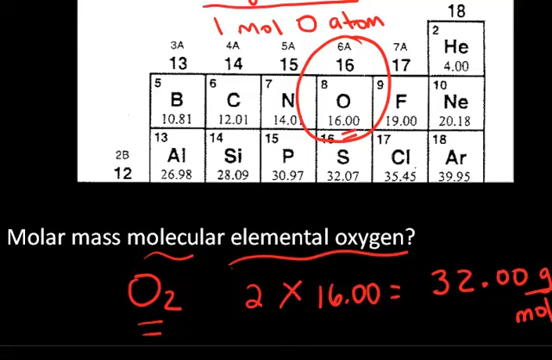 1 mol O atom
18
3A 4A 5A 6A 7A 2
13 14 15 16 17 He
4.00
5 6 7 8 9 10
B C N O F Ne
10.81 12.01 14.0 16.00 19.00 20.18
13 14 15 16 17 18
2B Al Si P S Cl Ar
12 26.98 28.09 30.97 32.07 35.45 39.95
Molar mass molecular elemental oxygen?
O2 2 X 16.00 = 32.00 g
mol